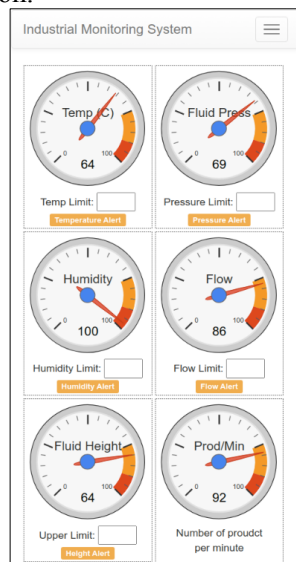 on.
Industrial Monitoring System
Temp (C)
0
100
64
Fluid Press
0
100
69
Temp Limit:
Temperature Alert
Pressure Limit:
Pressure Alert
Humidity
0
100
100
Flow
0
100
86
Humidity Limit:
Humidity Alert
Flow Limit:
Flow Alert
Fluid Height
0
100
64
Prod/Min
0
100
92
Upper Limit:
Height Alert
Number of proudct
per minute